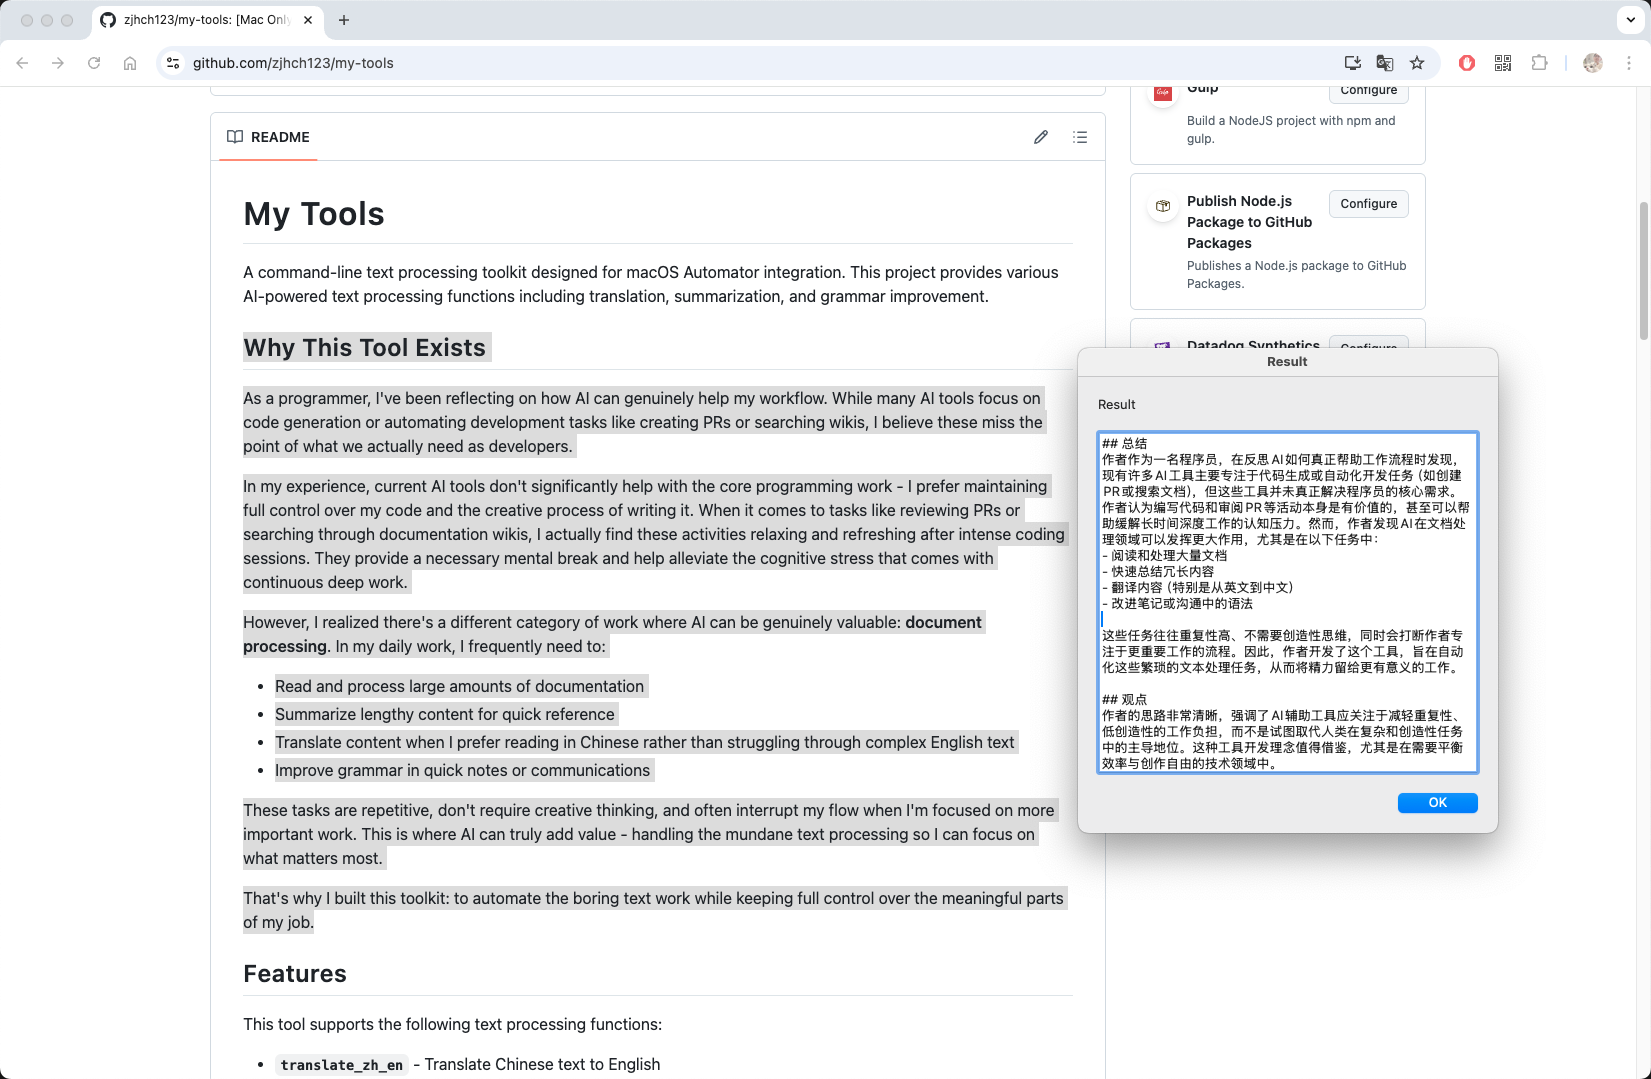 zjhch123/my-tools: [Mac Only
github.com/zjhch123/my-tools
README
My Tools
A command-line text processing toolkit designed for macOS Automator integration. This project provides various
AI-powered text processing functions including translation, summarization, and grammar improvement.
Why This Tool Exists
As a programmer, I've been reflecting on how AI can genuinely help my workflow. While many AI tools focus on
code generation or automating development tasks like creating PRs or searching wikis, I believe these miss the
point of what we actually need as developers.
In my experience, current AI tools don't significantly help with the core programming work - I prefer maintaining
full control over my code and the creative process of writing it. When it comes to tasks like reviewing PRs or
searching through documentation wikis, I actually find these activities relaxing and refreshing after intense coding
sessions. They provide a necessary mental break and help alleviate the cognitive stress that comes with
continuous deep work.
However, I realized there's a different category of work where AI can be genuinely valuable: document
processing. In my daily work, I frequently need to:
• Read and process large amounts of documentation
• Summarize lengthy content for quick reference
• Translate content when I prefer reading in Chinese rather than struggling through complex English text
• Improve grammar in quick notes or communications
These tasks are repetitive, don't require creative thinking, and often interrupt my flow when I'm focused on more
important work. This is where AI can truly add value - handling the mundane text processing so I can focus on
what matters most.
That's why I built this toolkit: to automate the boring text work while keeping full control over the meaningful parts
of my job.
Features
This tool supports the following text processing functions:
• translate_zh_en - Translate Chinese text to English
Gulp
Configure
Build a NodeJS project with npm and
gulp.
Publish Node.js
Package to GitHub
Packages
Configure
Publishes a Node.js package to GitHub
Packages.
Datadog Synthetics
Configure
Result
Result
## 总结
作者作为一名程序员，在反思AI如何真正帮助工作流程时发现，
现有许多AI工具主要专注于代码生成或自动化开发任务（如创建
PR或搜索文档），但这些工具并未真正解决程序员的核心需求。
作者认为编写代码和审阅PR等活动本身是有价值的，甚至可以帮
助缓解长时间深度工作的认知压力。然而，作者发现AI在文档处
理领域可以发挥更大作用，尤其是在以下任务中：
- 阅读和处理大量文档
- 快速总结冗长内容
- 翻译内容（特别是从英文到中文）
- 改进笔记或沟通中的语法
这些任务往往重复性高、不需要创造性思维，同时会打断作者专
注于更重要工作的流程。因此，作者开发了这个工具，旨在自动
化这些繁琐的文本处理任务，从而将精力留给更有意义的工作。
## 观点
作者的思路非常清晰，强调了AI辅助工具应关注于减轻重复性、
低创造性的工作负担，而不是试图取代人类在复杂和创造性任务
中的主导地位。这种工具开发理念值得借鉴，尤其是在需要平衡
效率与创作自由的技术领域中。
OK